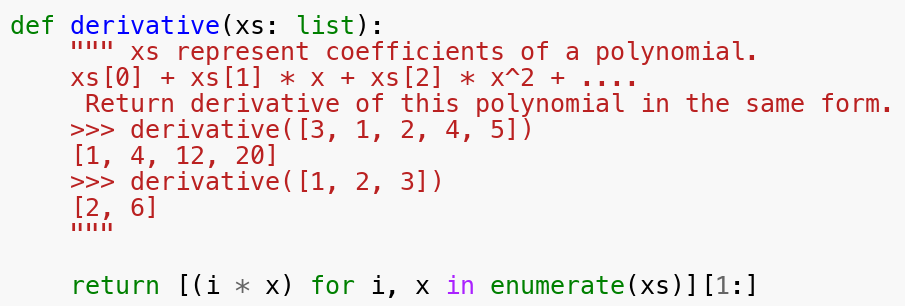 def derivative(xs: list):
    """ xs represent coefficients of a polynomial.
    xs[0] + xs[1] * x + xs[2] * x^2 + ....
     Return derivative of this polynomial in the same form.
    >>> derivative([3, 1, 2, 4, 5])
    [1, 4, 12, 20]
    >>> derivative([1, 2, 3])
    [2, 6]
    """

    return [(i * x) for i, x in enumerate(xs)][1:]